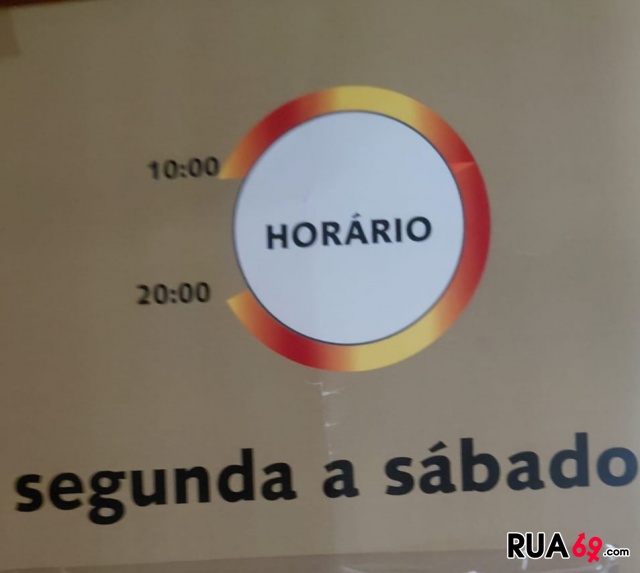 10:00
HORÁRIO
20:00
segunda a sábado
RUA69.com